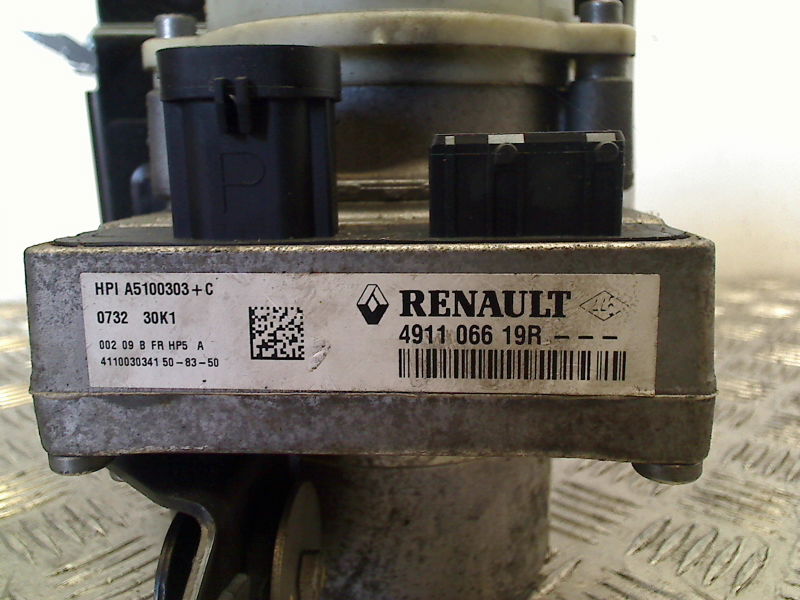 P
HPI A5100303+C
0732 30K1
002 09 B FR HP5 A
4110030341 50-83-50
RENAULT
4911 066 19R ---